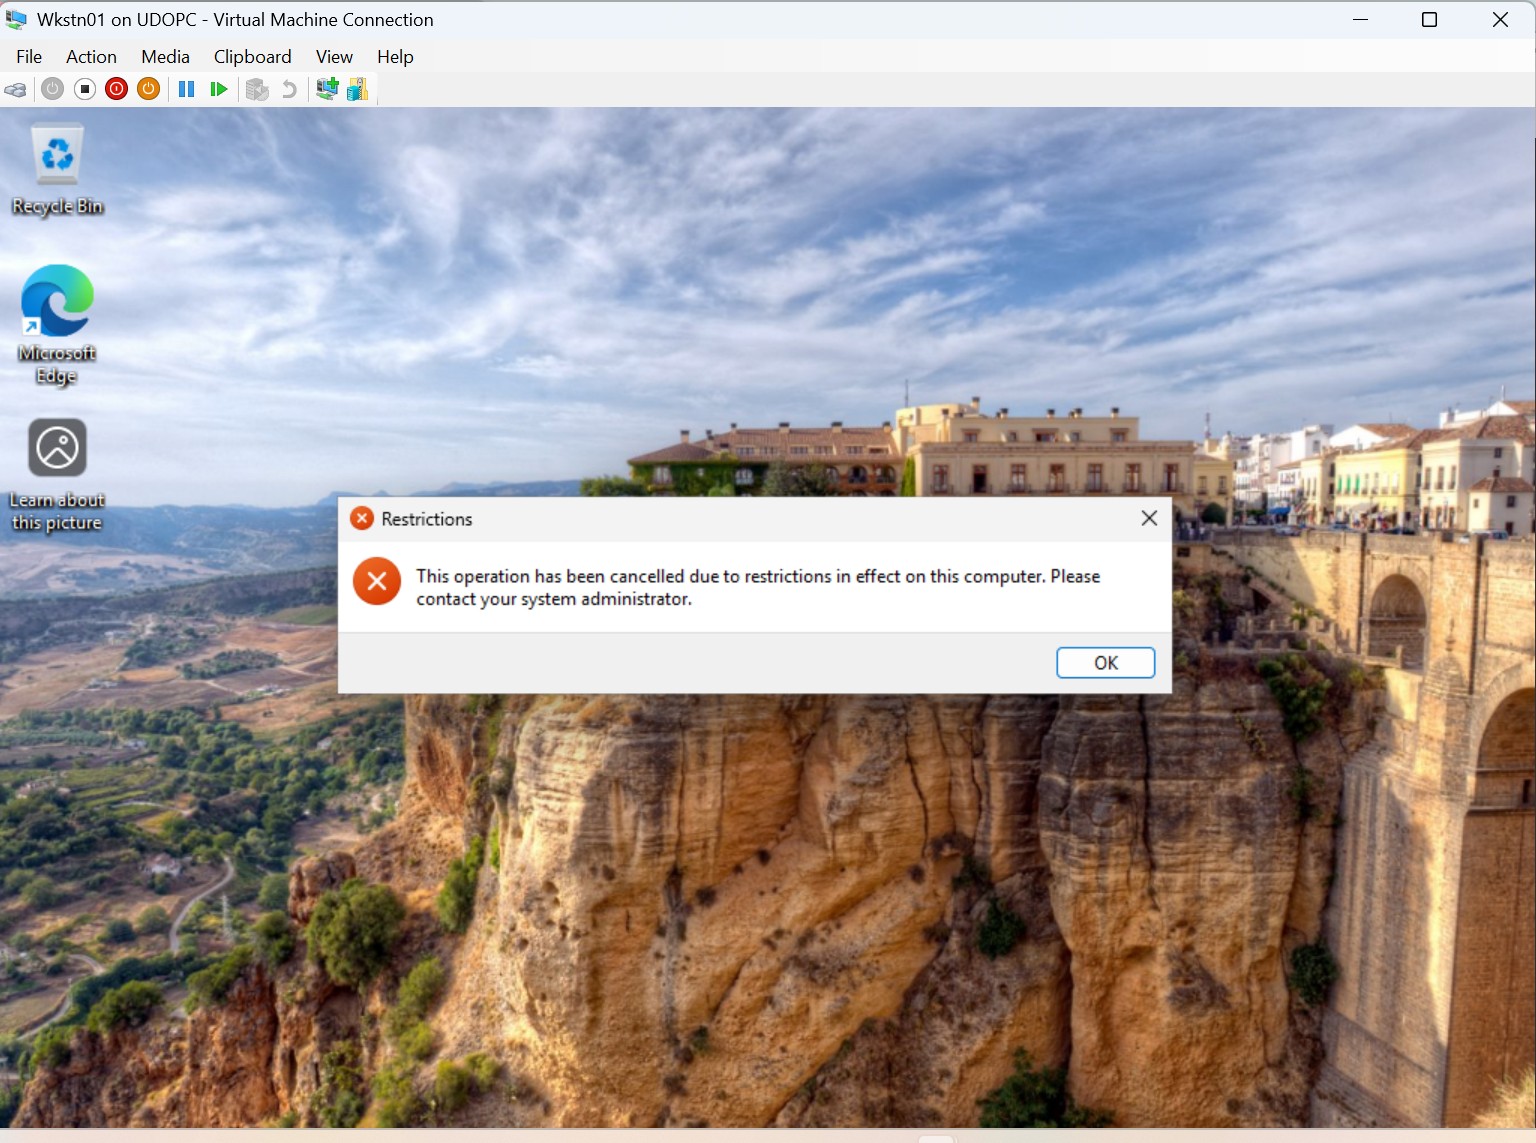 Wkstn01 on UDOPC - Virtual Machine Connection
File Action Media Clipboard View Help
Recycle Bin
Microsoft
Edge
Learn about
this picture
Restrictions
This operation has been cancelled due to restrictions in effect on this computer. Please
contact your system administrator.
OK